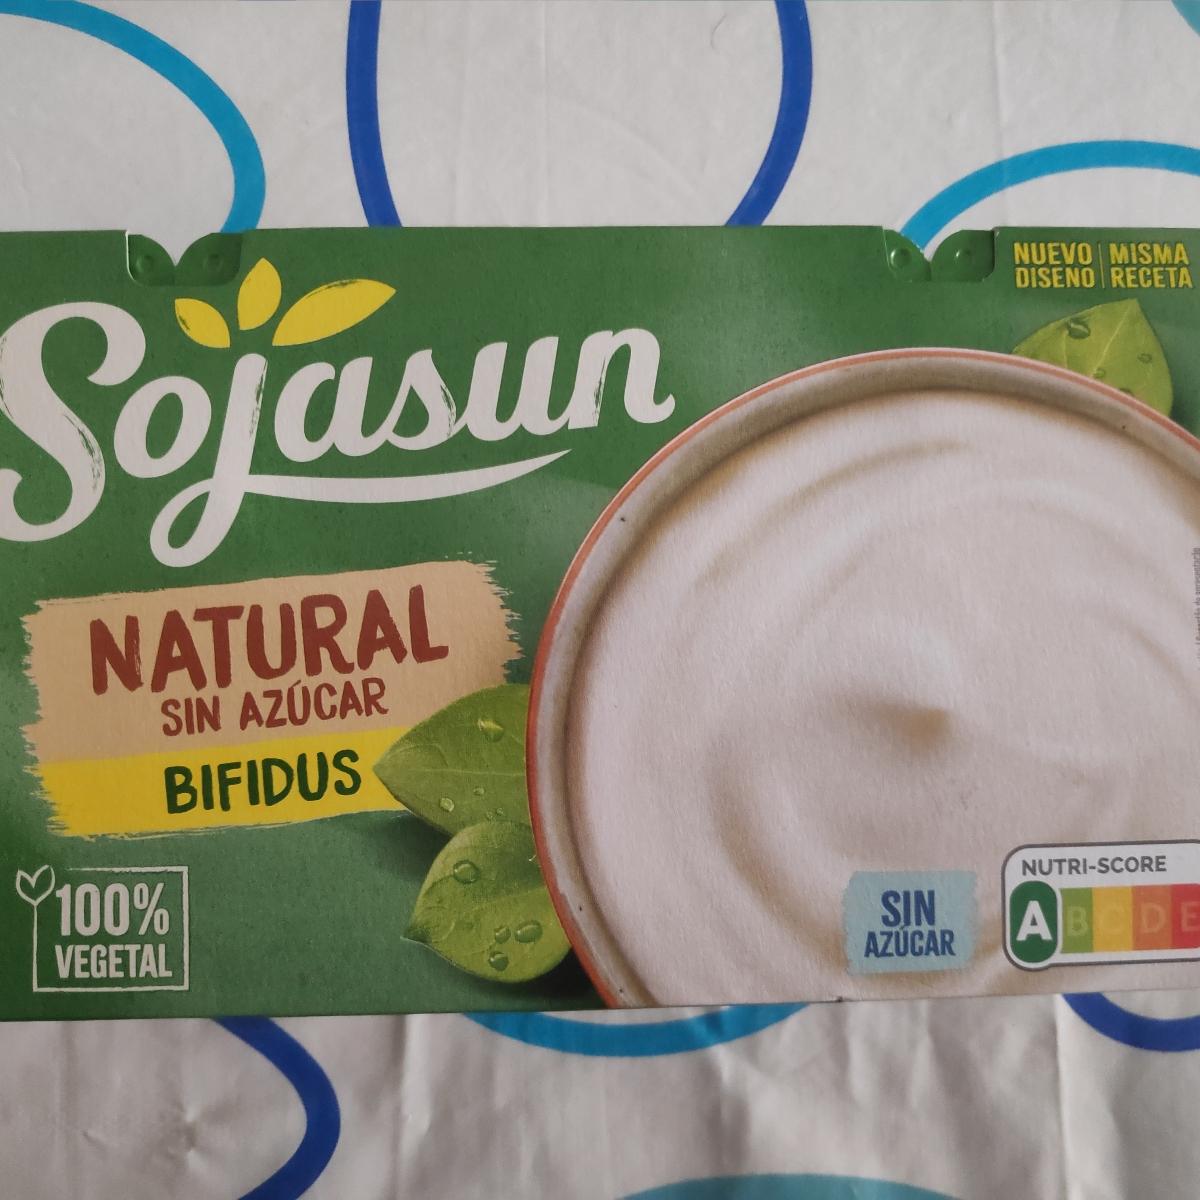 NUEVO DISEÑO | MISMA RECETA
Sojasun
NATURAL
SIN AZÚCAR
BIFIDUS
100%
VEGETAL
SIN
AZÚCAR
NUTRI-SCORE
A B C D E